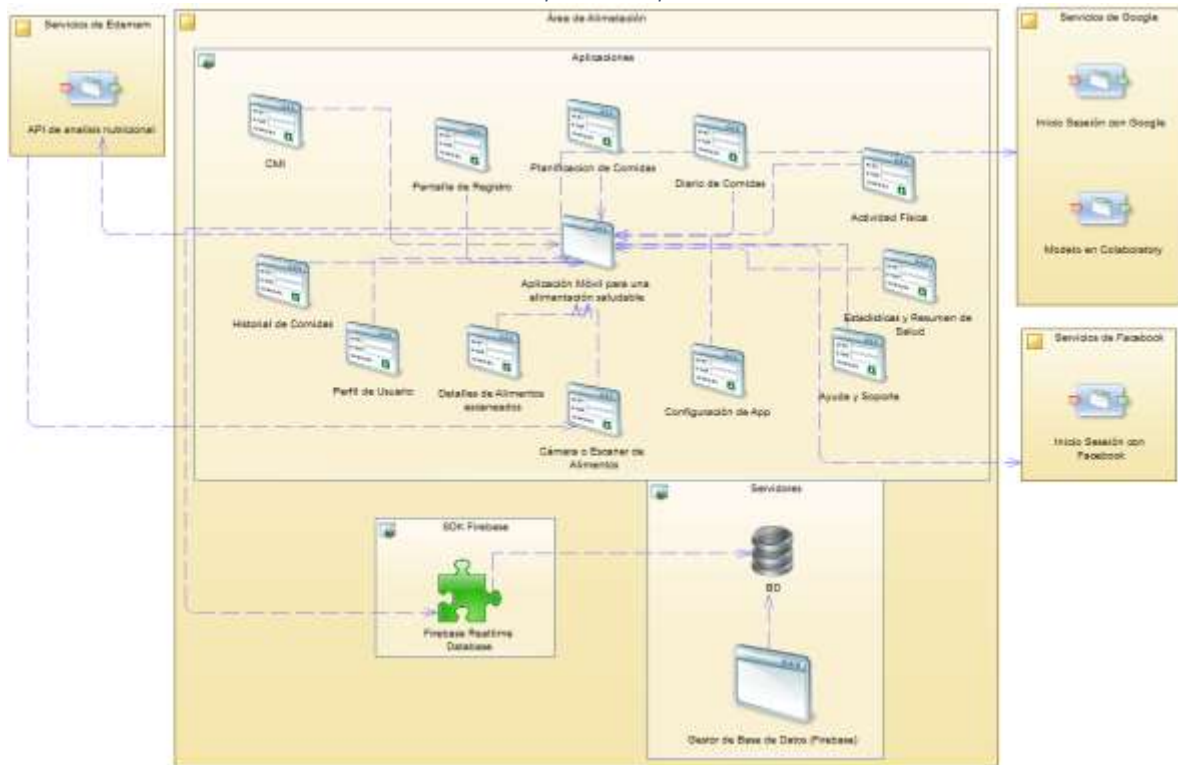 Servicios de Edamam
API de analisis nutricional
Área de Alimetación
Aplicaciones
CMI
Pantalla de Registro
Planificacion de Comidas
Diario de Comidas
Actividad Física
Aplicación Móvil para una
alimentación saludable
Historial de Comidas
Perfil de Usuario
Detalles de Alimentos
escaneados
Cámara o Escaner de
Alimentos
Configuración de App
Estadísticas y Resumen de
Salud
Ayuda y Soporte
Servicios de Google
Inicio Sesión con Google
Modelo en Colaboratory
Servicios de Facebook
Inicio Sesión con
Facebook
SDK Firebase
Firebase Realtime
Database
Servidores
BD
Gestor de Base de Datos (Firebase)